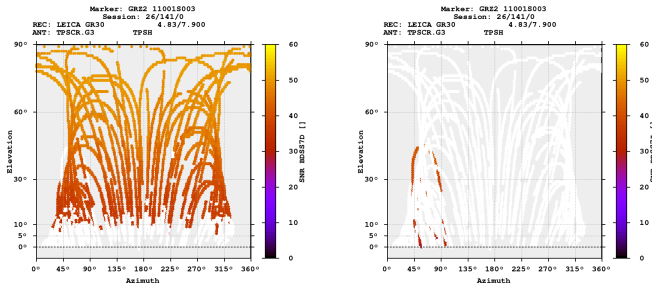 Marker: GRZ2 11001S003
Session: 26/141/0
REC: LEICA GR30 4.83/7.900
ANT: TPSCR.G3 TPSH
90°
60°
30°
10°
5°
0°
Elevation
0° 45° 90° 135° 180° 225° 270° 315° 360°
Azimuth
60
50
40
30
20
10
0
SNR BDSS7D []
Marker: GRZ2 11001S003
Session: 26/141/0
REC: LEICA GR30 4.83/7.900
ANT: TPSCR.G3 TPSH
90°
60°
30°
10°
5°
0°
Elevation
0° 45° 90° 135° 180° 225° 270° 315° 360°
Azimuth
60
50
40
30
20
10
0